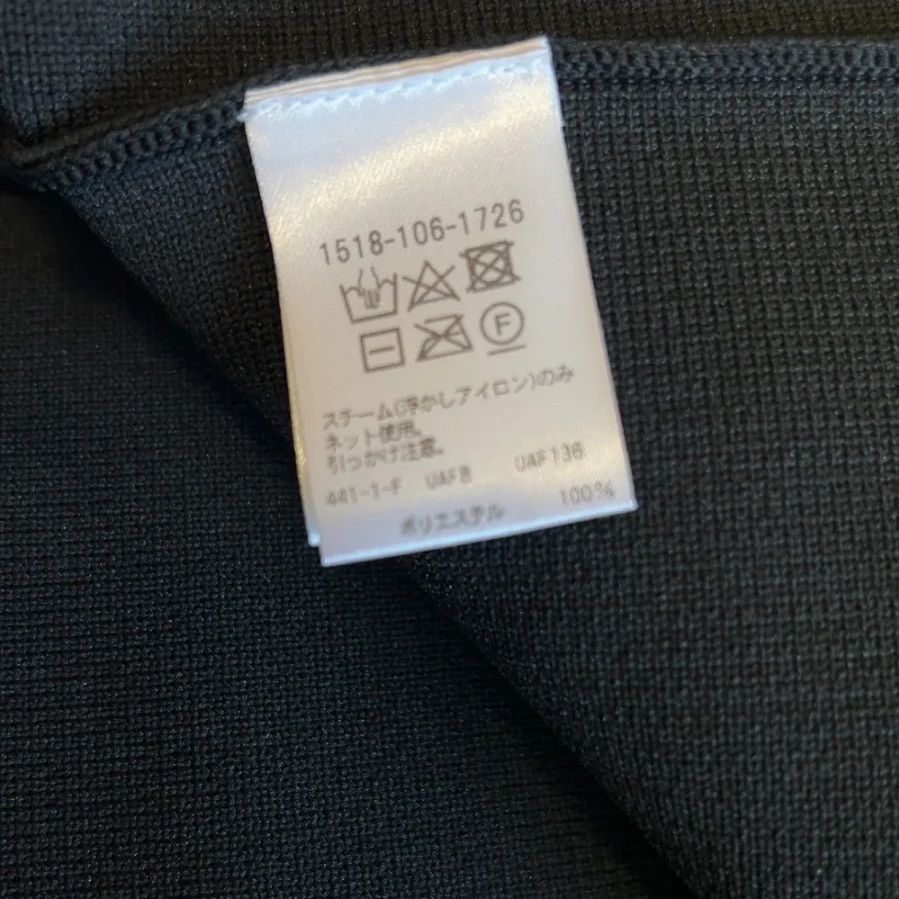 1518-106-1726
F
スチーム(浮かしアイロン)のみ
ネット使用。
引っかけ注意。
441-1-F UAF8 UAF136
ポリエステル 100%